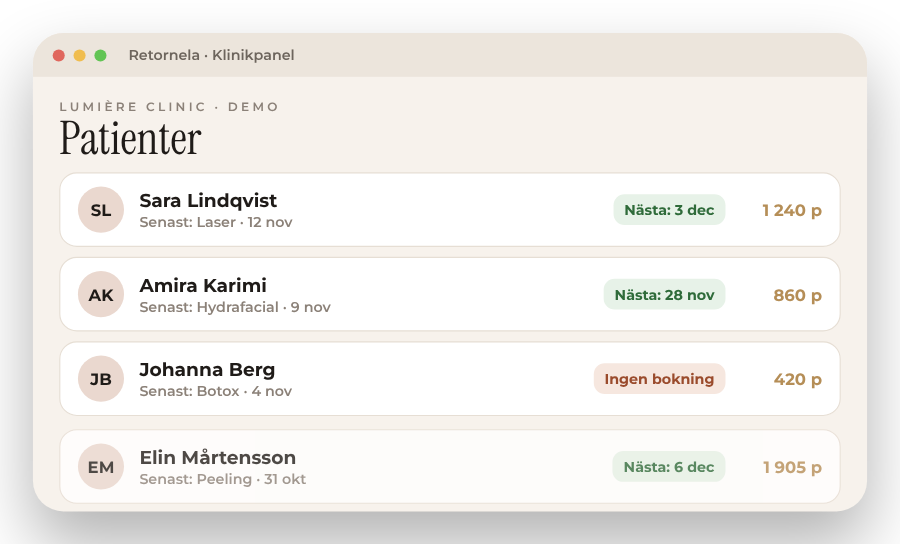 Retornela · Klinikpanel
LUMIÈRE CLINIC · DEMO
Patienter
SL
Sara Lindqvist
Senast: Laser · 12 nov
Nästa: 3 dec
1 240 p
AK
Amira Karimi
Senast: Hydrafacial · 9 nov
Nästa: 28 nov
860 p
JB
Johanna Berg
Senast: Botox · 4 nov
Ingen bokning
420 p
EM
Elin Mårtensson
Senast: Peeling · 31 okt
Nästa: 6 dec
1 905 p